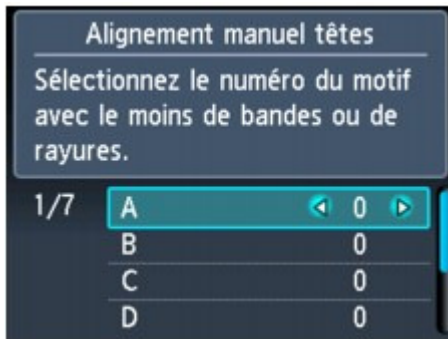 Alignement manuel têtes
Sélectionnez le numéro du motif
avec le moins de bandes ou de
rayures.
1/7 A 0
B 0
C 0
D 0